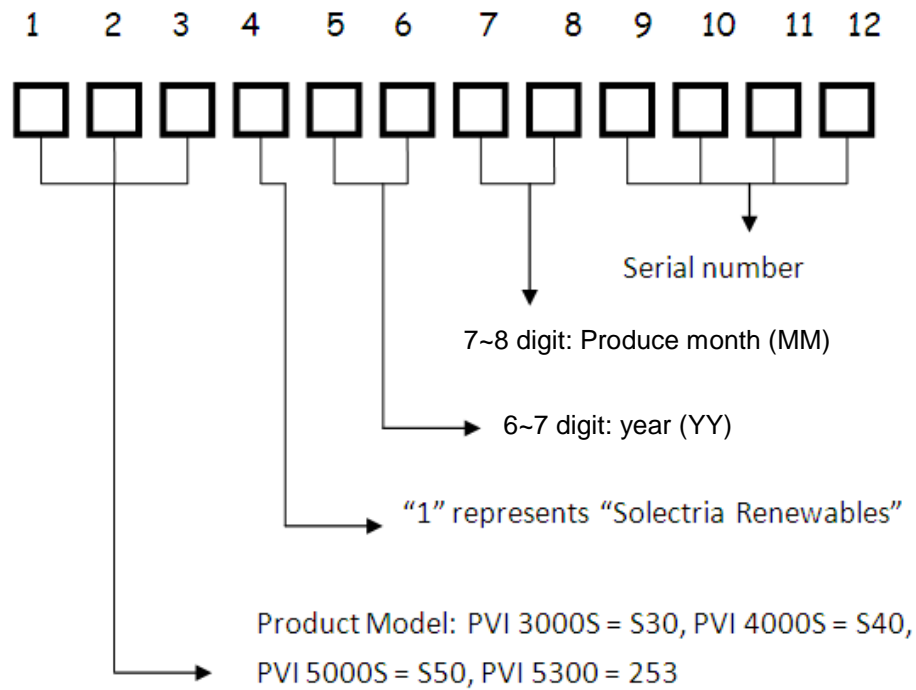 1 2 3 4 5 6 7 8 9 10 11 12
Serial number
7~8 digit: Produce month (MM)
6~7 digit: year (YY)
“1” represents “Solectria Renewables”
Product Model: PVI 3000S = S30, PVI 4000S = S40,
PVI 5000S = S50, PVI 5300 = 253